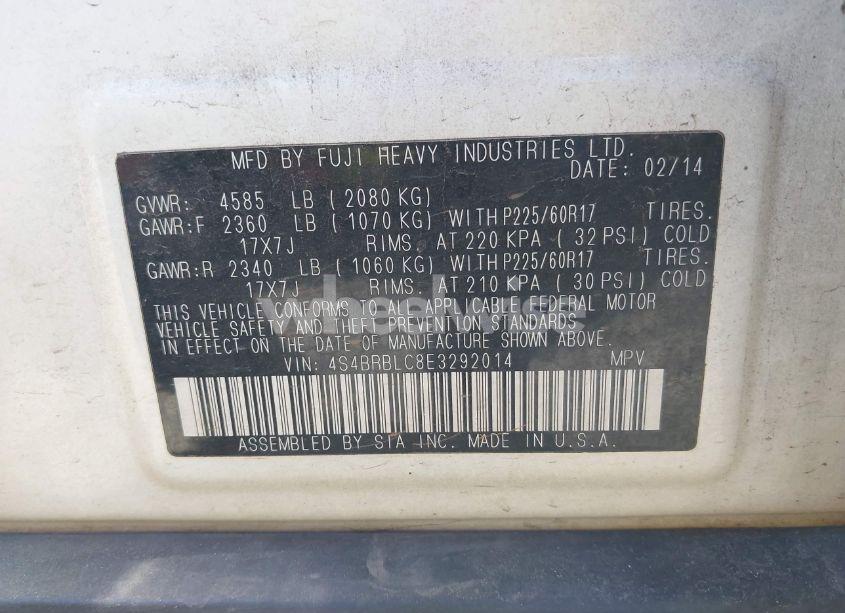 MFD BY FUJI HEAVY INDUSTRIES LTD.
DATE: 02/14
GVWR: 4585 LB ( 2080 KG)
GAWR:F 2360 LB ( 1070 KG) WITH P225/60R17 TIRES.
17X7J RIMS. AT 220 KPA ( 32 PSI) COLD
GAWR:R 2340 LB ( 1060 KG) WITH P225/60R17 TIRES.
17X7J RIMS. AT 210 KPA ( 30 PSI) COLD
THIS VEHICLE CONFORMS TO ALL APPLICABLE FEDERAL MOTOR
VEHICLE SAFETY AND THEFT PREVENTION STANDARDS
IN EFFECT ON THE DATE OF MANUFACTURE SHOWN ABOVE.
VIN: 4S4BRBLC8E3292014 MPV
ASSEMBLED BY SIA INC. MADE IN U.S.A.